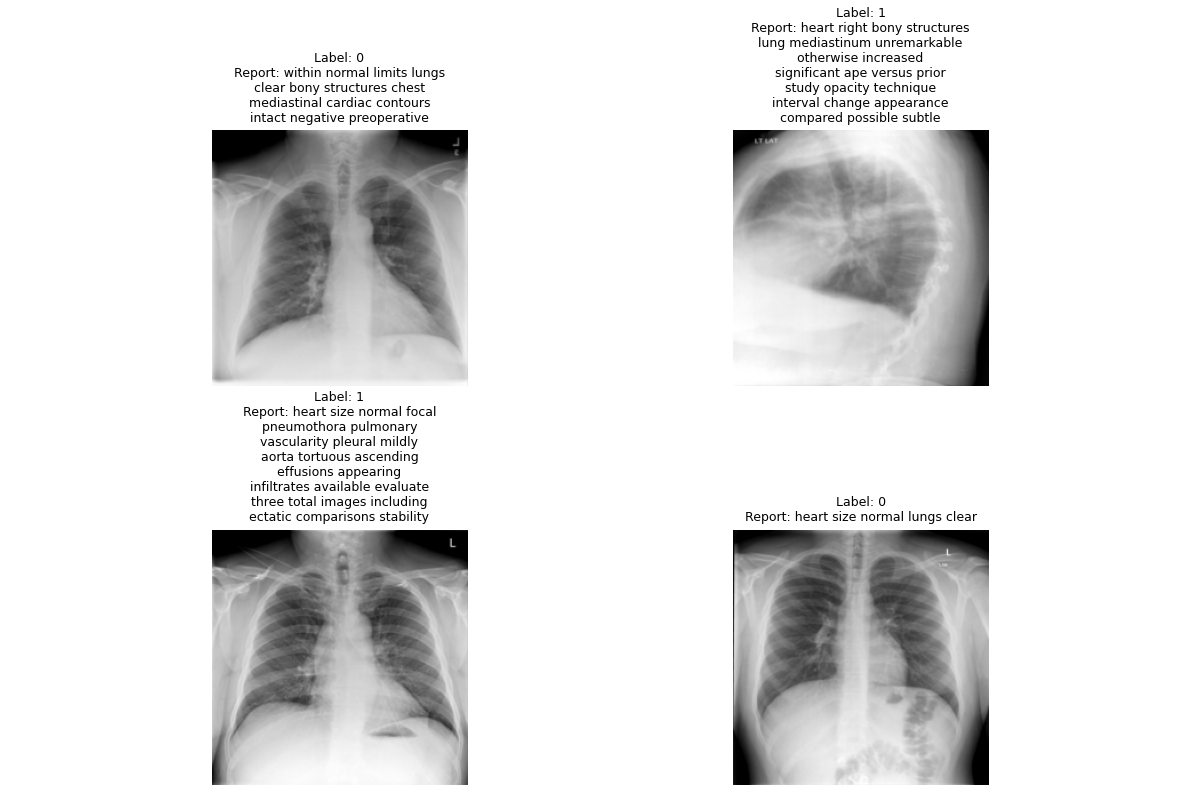 Label: 0
Report: within normal limits lungs
clear bony structures chest
mediastinal cardiac contours
intact negative preoperative
L
Label: 1
Report: heart right bony structures
lung mediastinum unremarkable
otherwise increased
significant ape versus prior
study opacity technique
interval change appearance
compared possible subtle
LT LAT
Label: 1
Report: heart size normal focal
pneumothora pulmonary
vascularity pleural mildly
aorta tortuous ascending
effusions appearing
infiltrates available evaluate
three total images including
ectatic comparisons stability
L
Label: 0
Report: heart size normal lungs clear
L